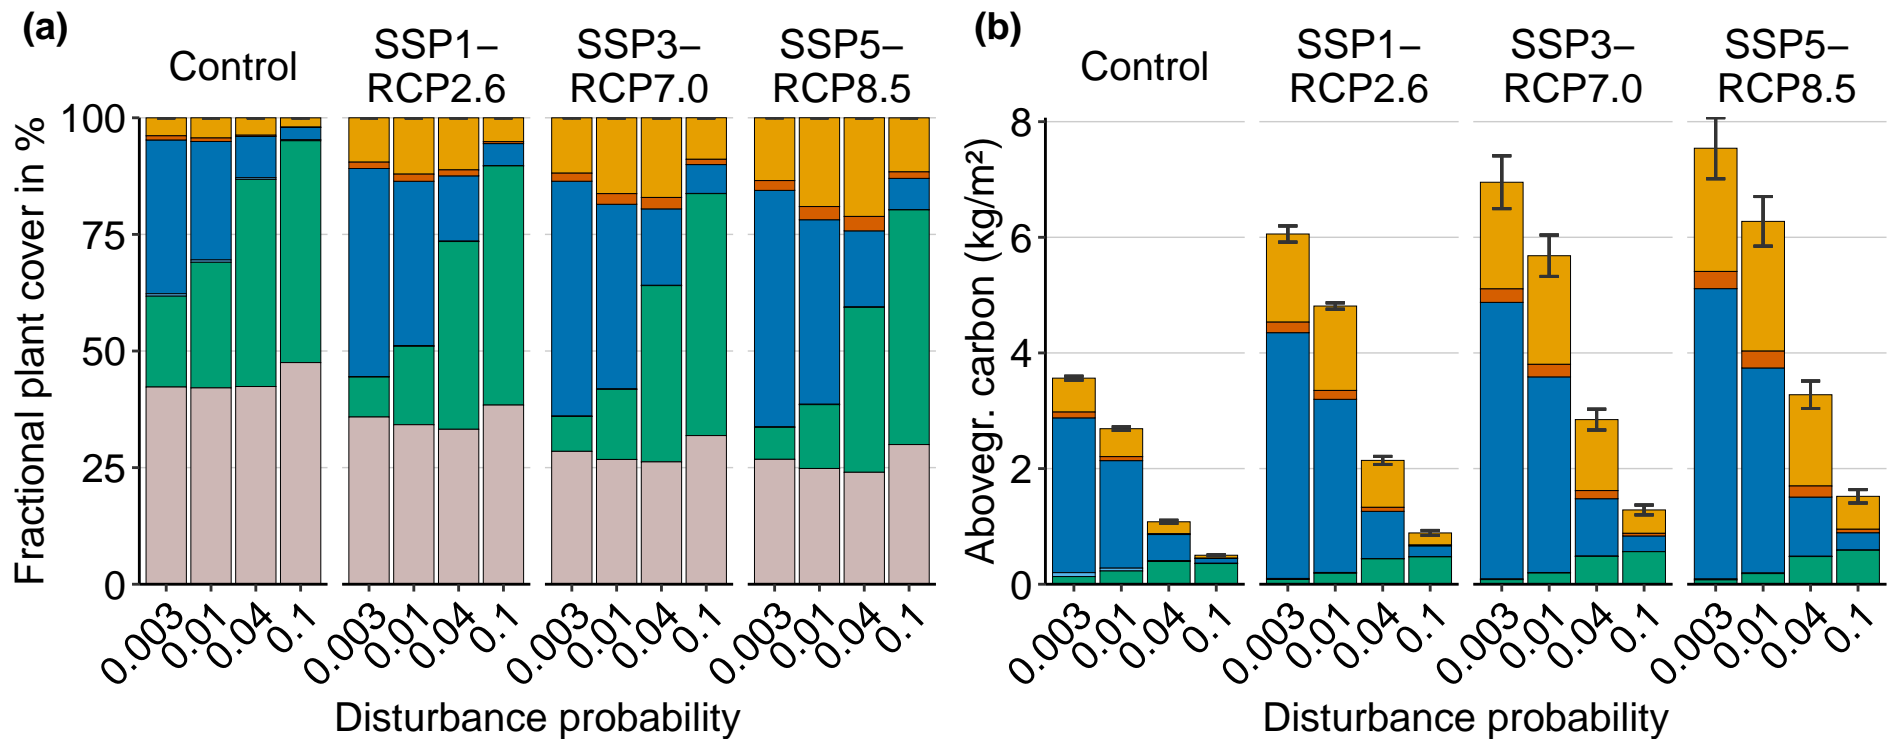 (a)
Control
SSP1–
RCP2.6
SSP3–
RCP7.0
SSP5–
RCP8.5
Fractional plant cover in %
100
75
50
25
0
0.003
0.01
0.04
0.1
0.003
0.01
0.04
0.1
0.003
0.01
0.04
0.1
0.003
0.01
0.04
0.1
Disturbance probability
(b)
Control
SSP1–
RCP2.6
SSP3–
RCP7.0
SSP5–
RCP8.5
Abovegr. carbon (kg/m²)
8
6
4
2
0
0.003
0.01
0.04
0.1
0.003
0.01
0.04
0.1
0.003
0.01
0.04
0.1
0.003
0.01
0.04
0.1
Disturbance probability